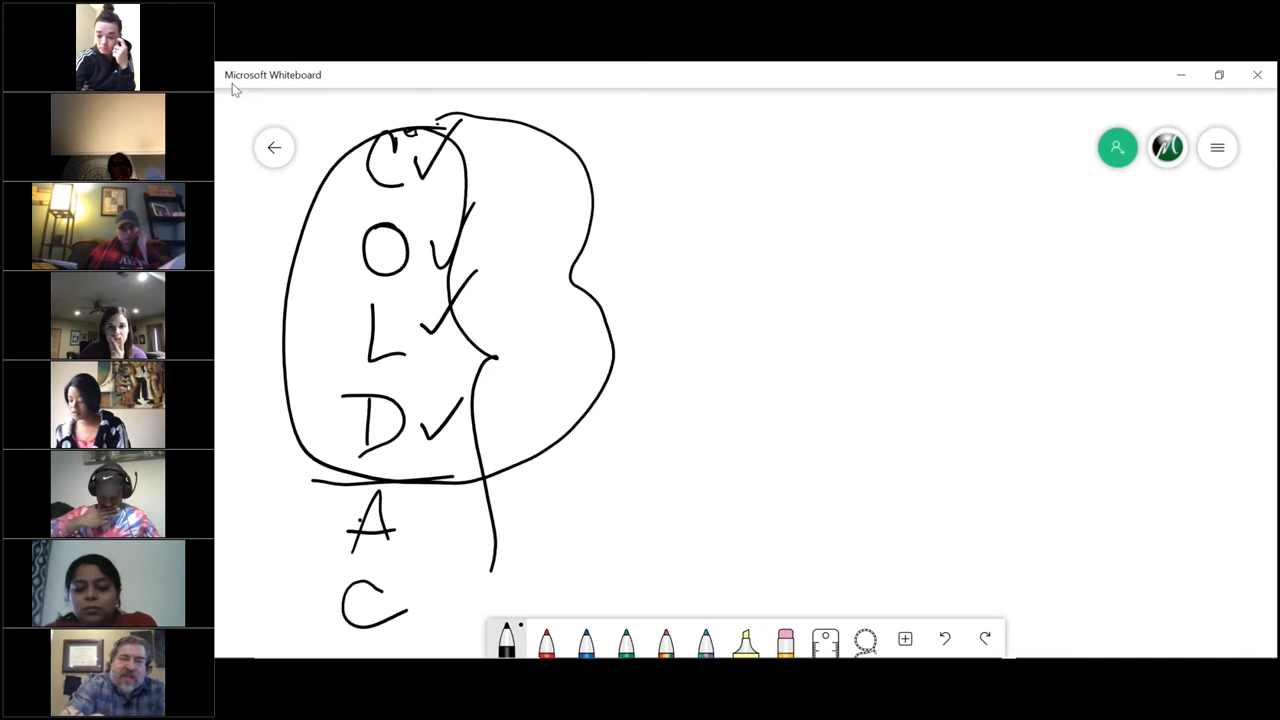 Microsoft Whiteboard
C ✓
O ✓
L ✓
D ✓
A
C